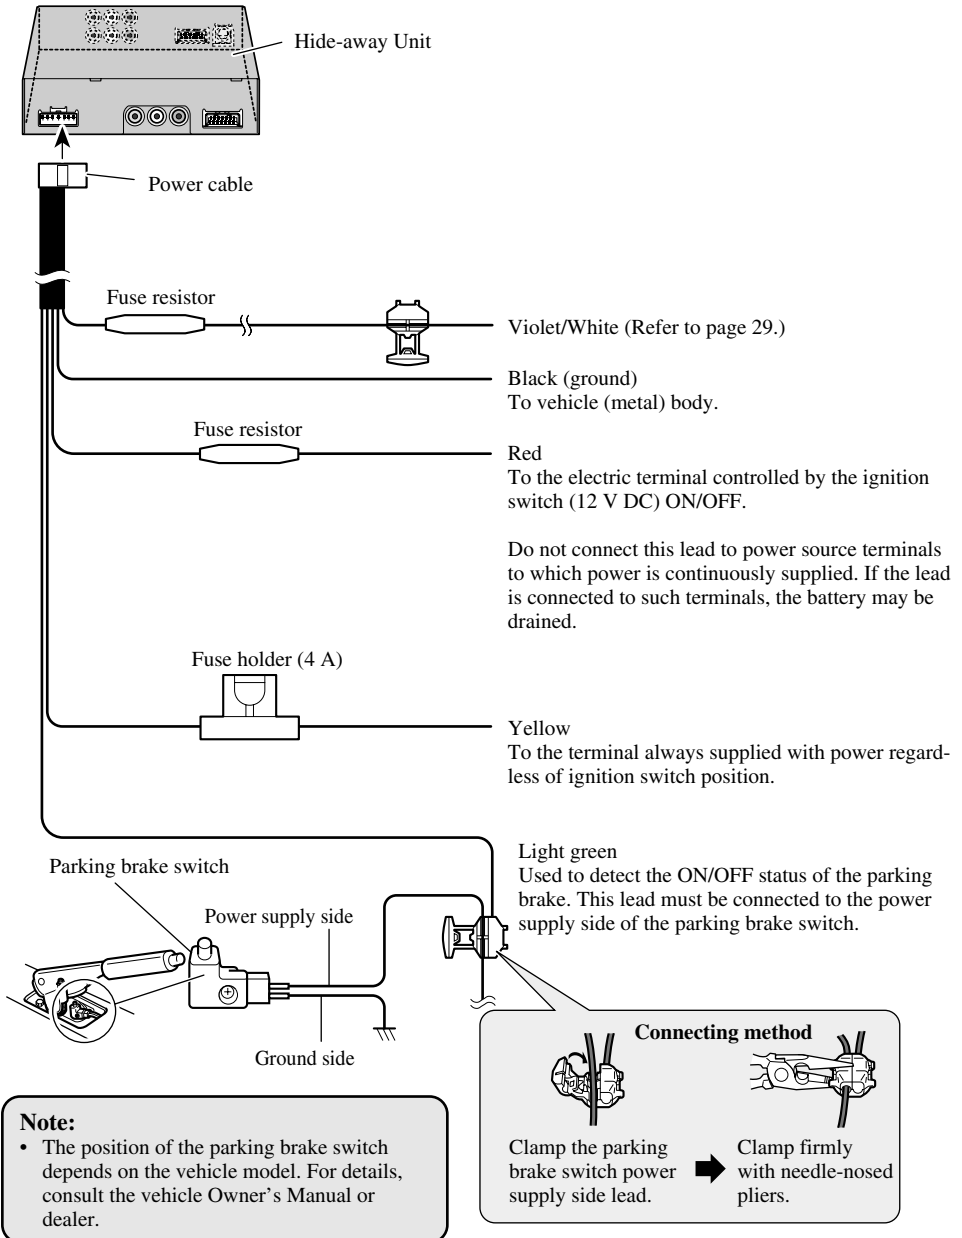 Hide-away Unit
Power cable
Fuse resistor
Violet/White (Refer to page 29.)
Black (ground)
To vehicle (metal) body.
Fuse resistor
Red
To the electric terminal controlled by the ignition
switch (12 V DC) ON/OFF.
Do not connect this lead to power source terminals
to which power is continuously supplied. If the lead
is connected to such terminals, the battery may be
drained.
Fuse holder (4 A)
Yellow
To the terminal always supplied with power regard-
less of ignition switch position.
Light green
Used to detect the ON/OFF status of the parking
brake. This lead must be connected to the power
supply side of the parking brake switch.
Parking brake switch
Power supply side
Ground side
Connecting method
Clamp the parking
brake switch power
supply side lead.
Clamp firmly
with needle-nosed
pliers.
Note:
• The position of the parking brake switch
depends on the vehicle model. For details,
consult the vehicle Owner's Manual or
dealer.